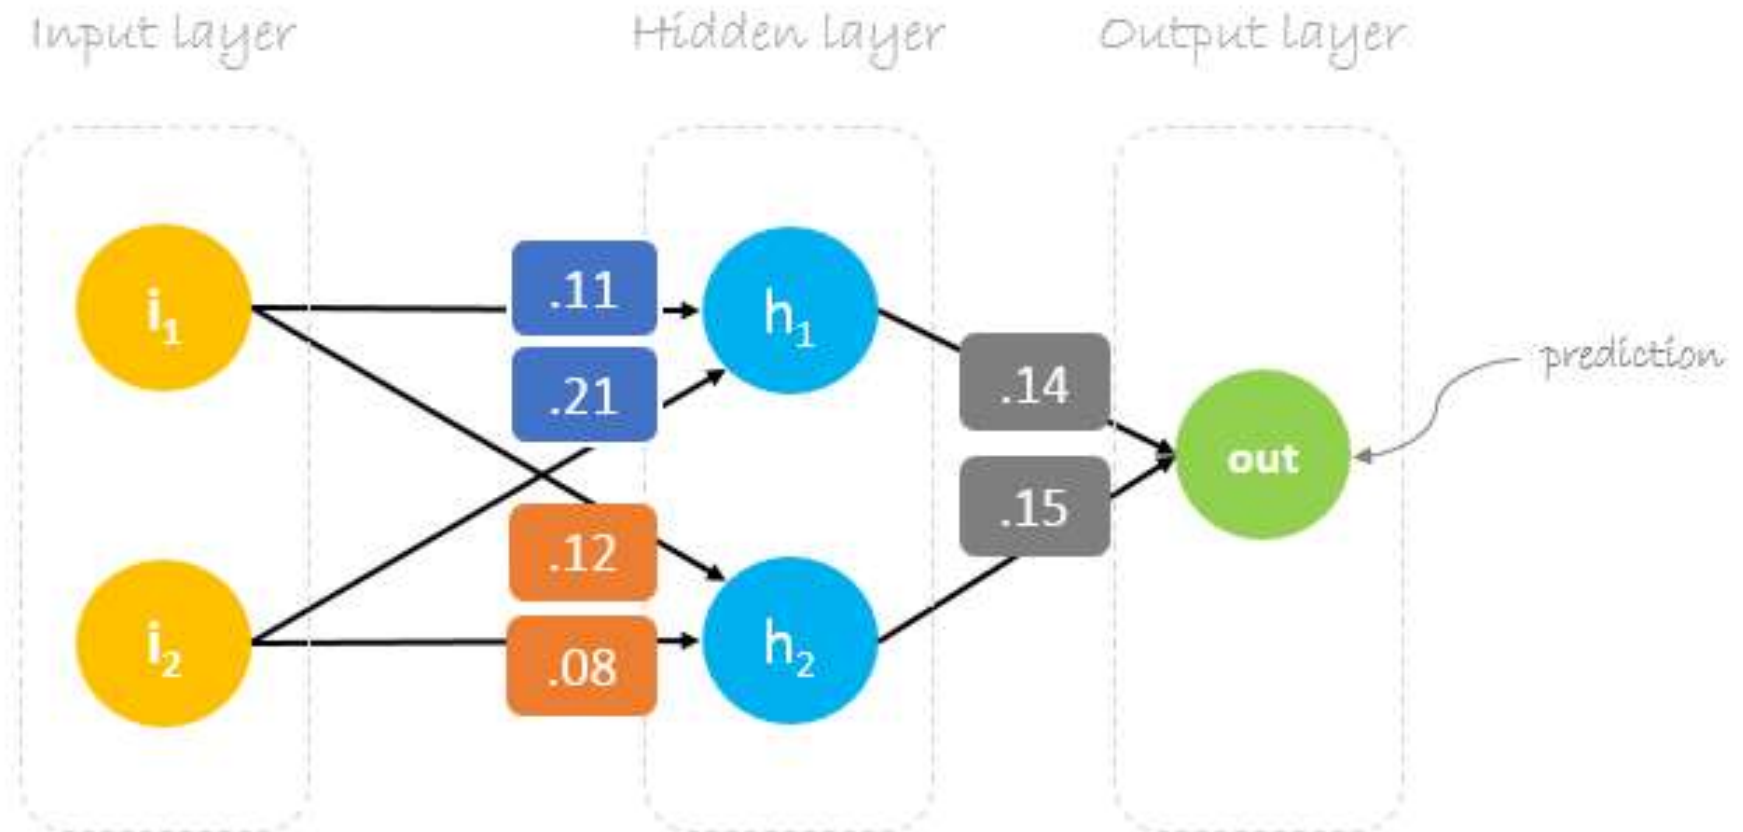 Input layer
Hidden layer
Output layer
i1
.11
h1
.21
.14
prediction
out
.15
.12
i2
.08
h2